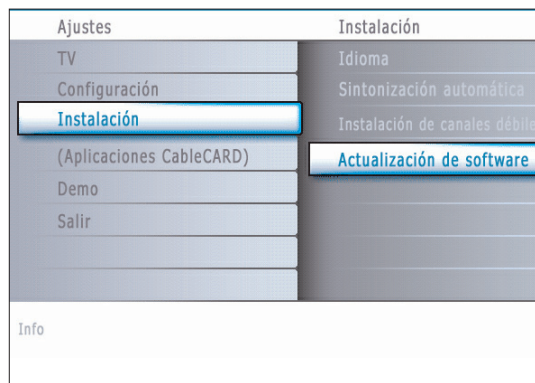 Ajustes
TV
Configuración
Instalación
(Aplicaciones CableCARD)
Demo
Salir
Instalación
Idioma
Sintonización automática
Instalación de canales débile
Actualización de software
Info